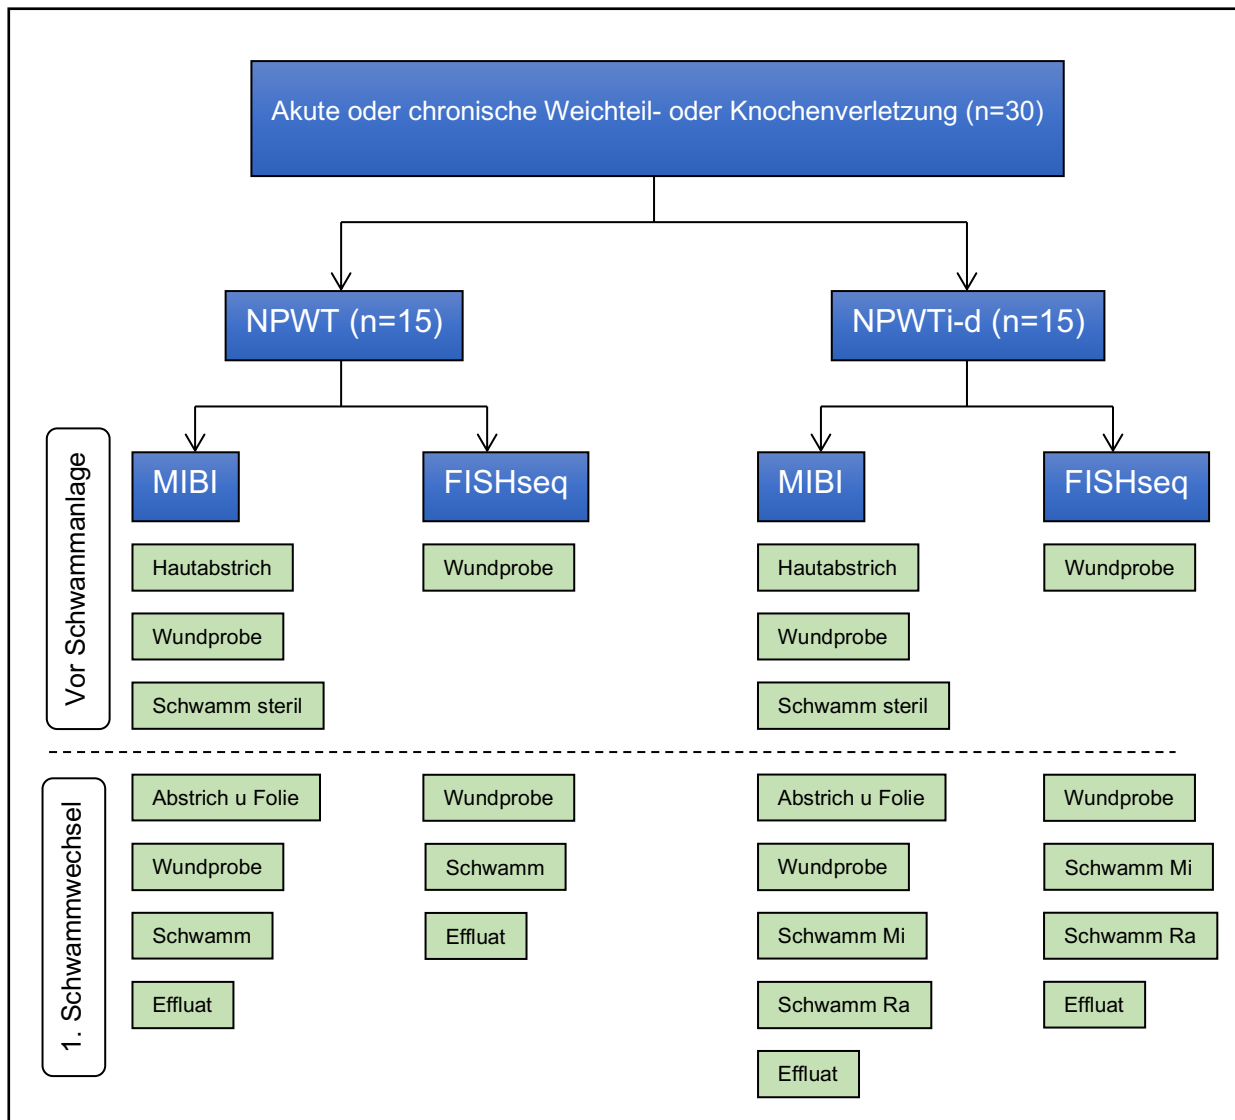 Akute oder chronische Weichteil- oder Knochenverletzung (n=30)
NPWT (n=15)
NPWTi-d (n=15)
Vor Schwammanlage
MIBI
FISHseq
MIBI
FISHseq
Hautabstrich
Wundprobe
Hautabstrich
Wundprobe
Wundprobe
Wundprobe
Schwamm steril
Schwamm steril
1. Schwammwechsel
Abstrich u Folie
Wundprobe
Abstrich u Folie
Wundprobe
Wundprobe
Schwamm
Wundprobe
Schwamm Mi
Schwamm
Effluat
Schwamm Mi
Schwamm Ra
Effluat
Schwamm Ra
Effluat
Effluat